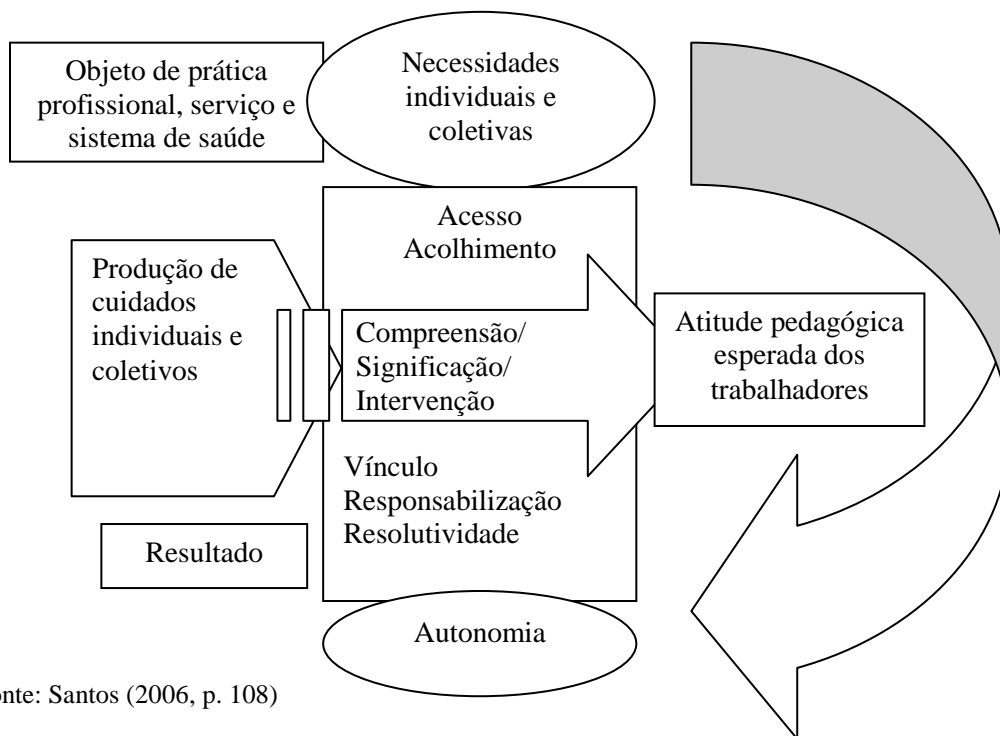 Objeto de prática
profissional, serviço e
sistema de saúde
Necessidades
individuais e
coletivas
Acesso
Acolhimento
Produção de
cuidados
individuais e
coletivos
Compreensão/
Significação/
Intervenção
Atitude pedagógica
esperada dos
trabalhadores
Vínculo
Responsabilização
Resolutividade
Resultado
Autonomia
onte: Santos (2006, p. 108)